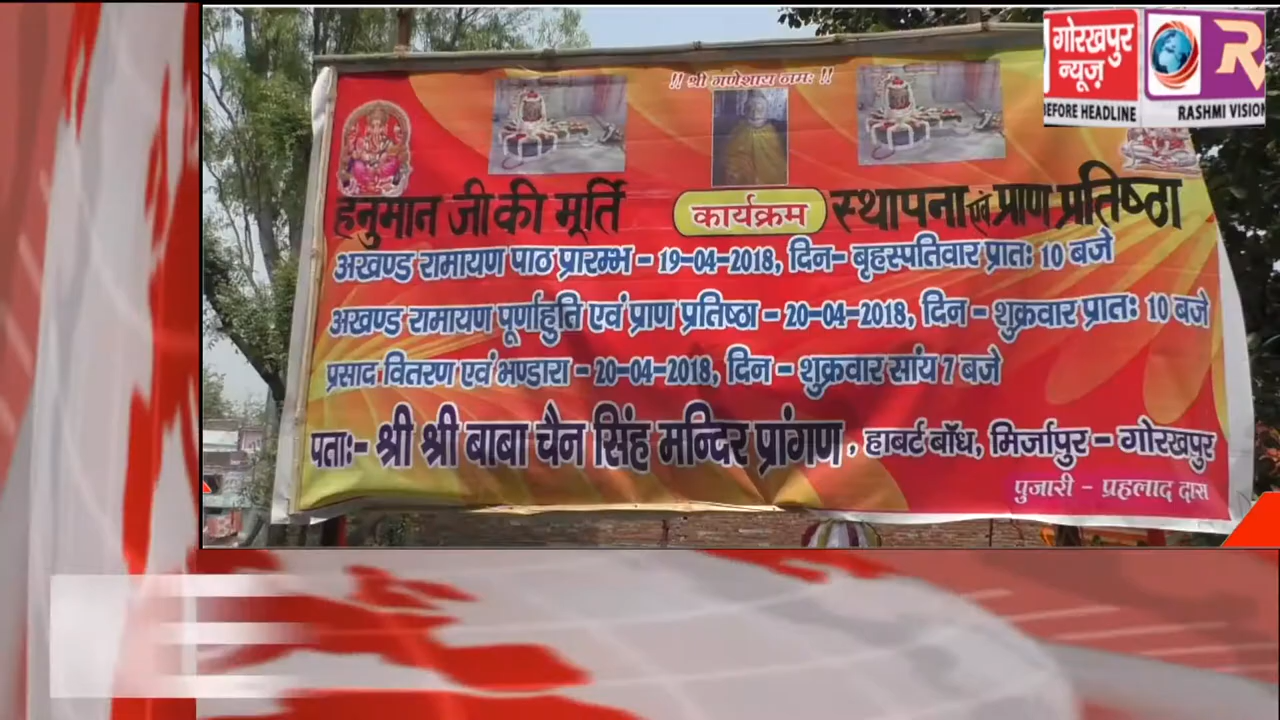 गोरखपुर
न्यूज़
BEFORE HEADLINE
R
RASHMI VISION
!! श्री गणेशाय नमः !!
हनुमान जी की मूर्ति कार्यक्रम स्थापना एवं प्राण प्रतिष्ठा
अखण्ड रामायण पाठ प्रारम्भ - 19-04-2018, दिन- बृहस्पतिवार प्रातः 10 बजे
अखण्ड रामायण पूर्णाहुति एवं प्राण प्रतिष्ठा - 20-04-2018, दिन - शुक्रवार प्रातः 10 बजे
प्रसाद वितरण एवं भण्डारा - 20-04-2018, दिन - शुक्रवार सांय 7 बजे
पताः- श्री श्री बाबा चैन सिंह मन्दिर प्रांगण, हाबर्ट बाँध, मिर्जापुर - गोरखपुर
पुजारी - प्रहलाद दास